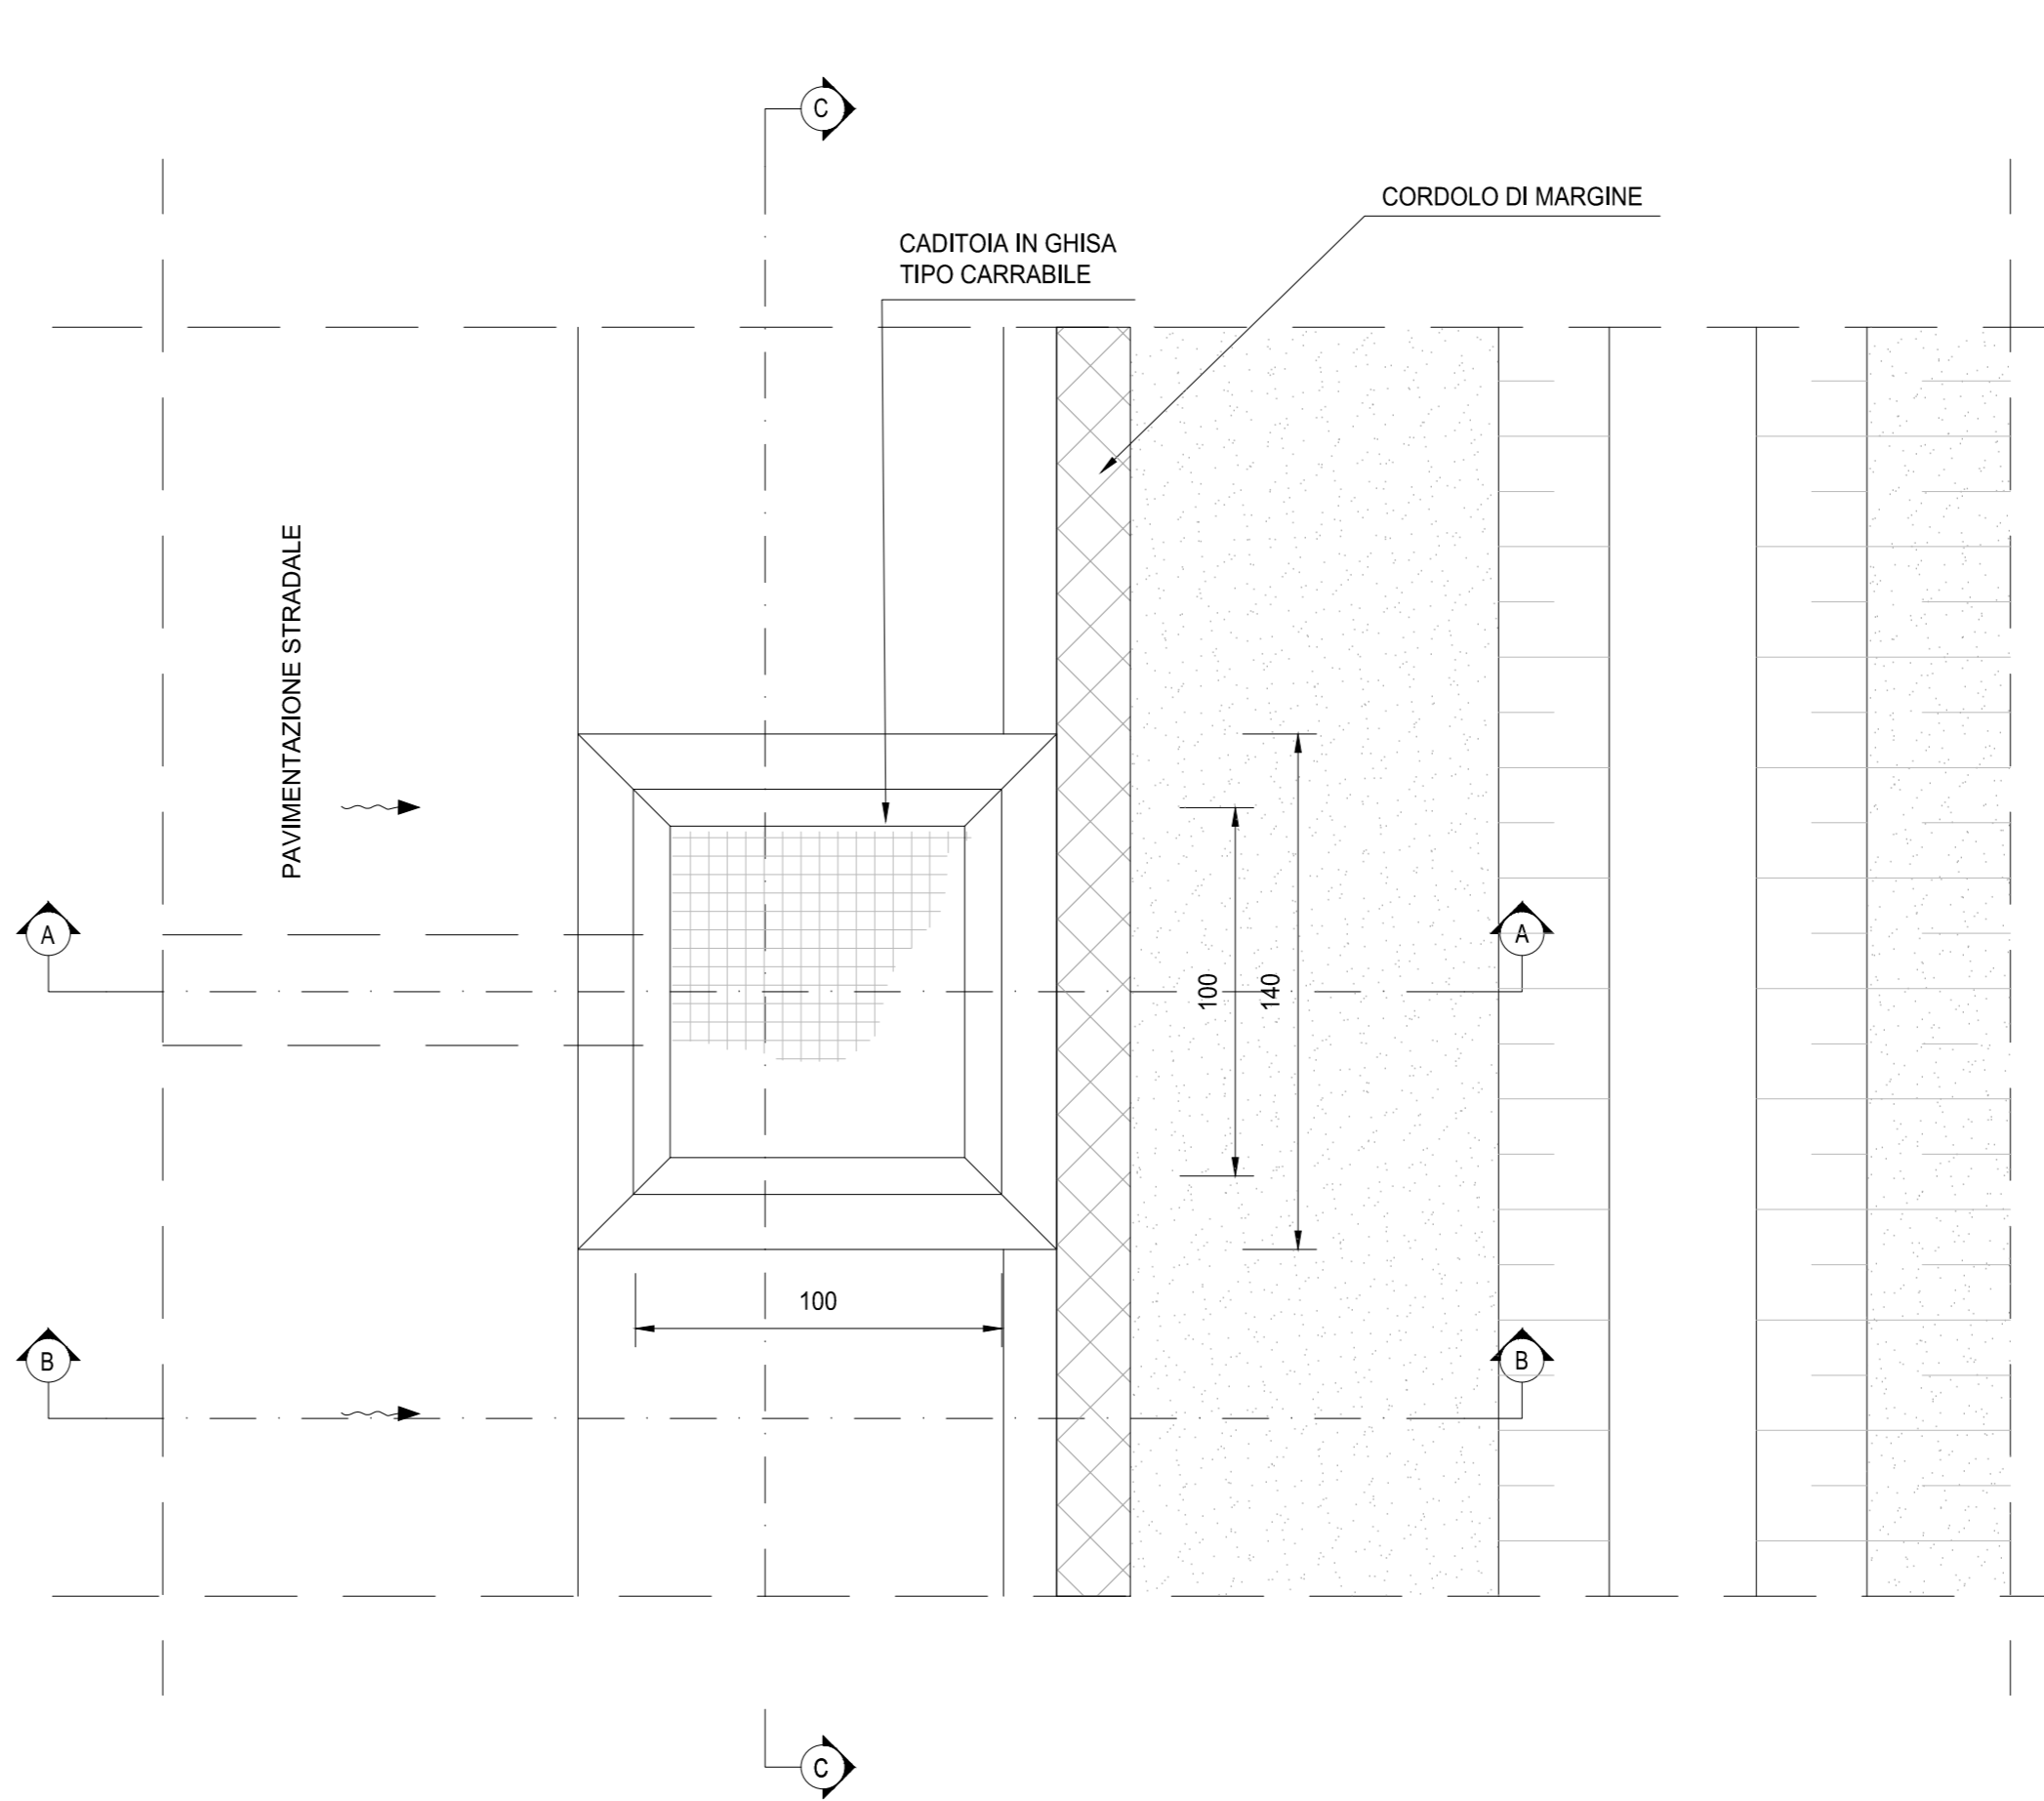 C
CORDOLO DI MARGINE
CADITOIA IN GHISA
TIPO CARRABILE
PAVIMENTAZIONE STRADALE
A
A
100
140
100
B
B
C